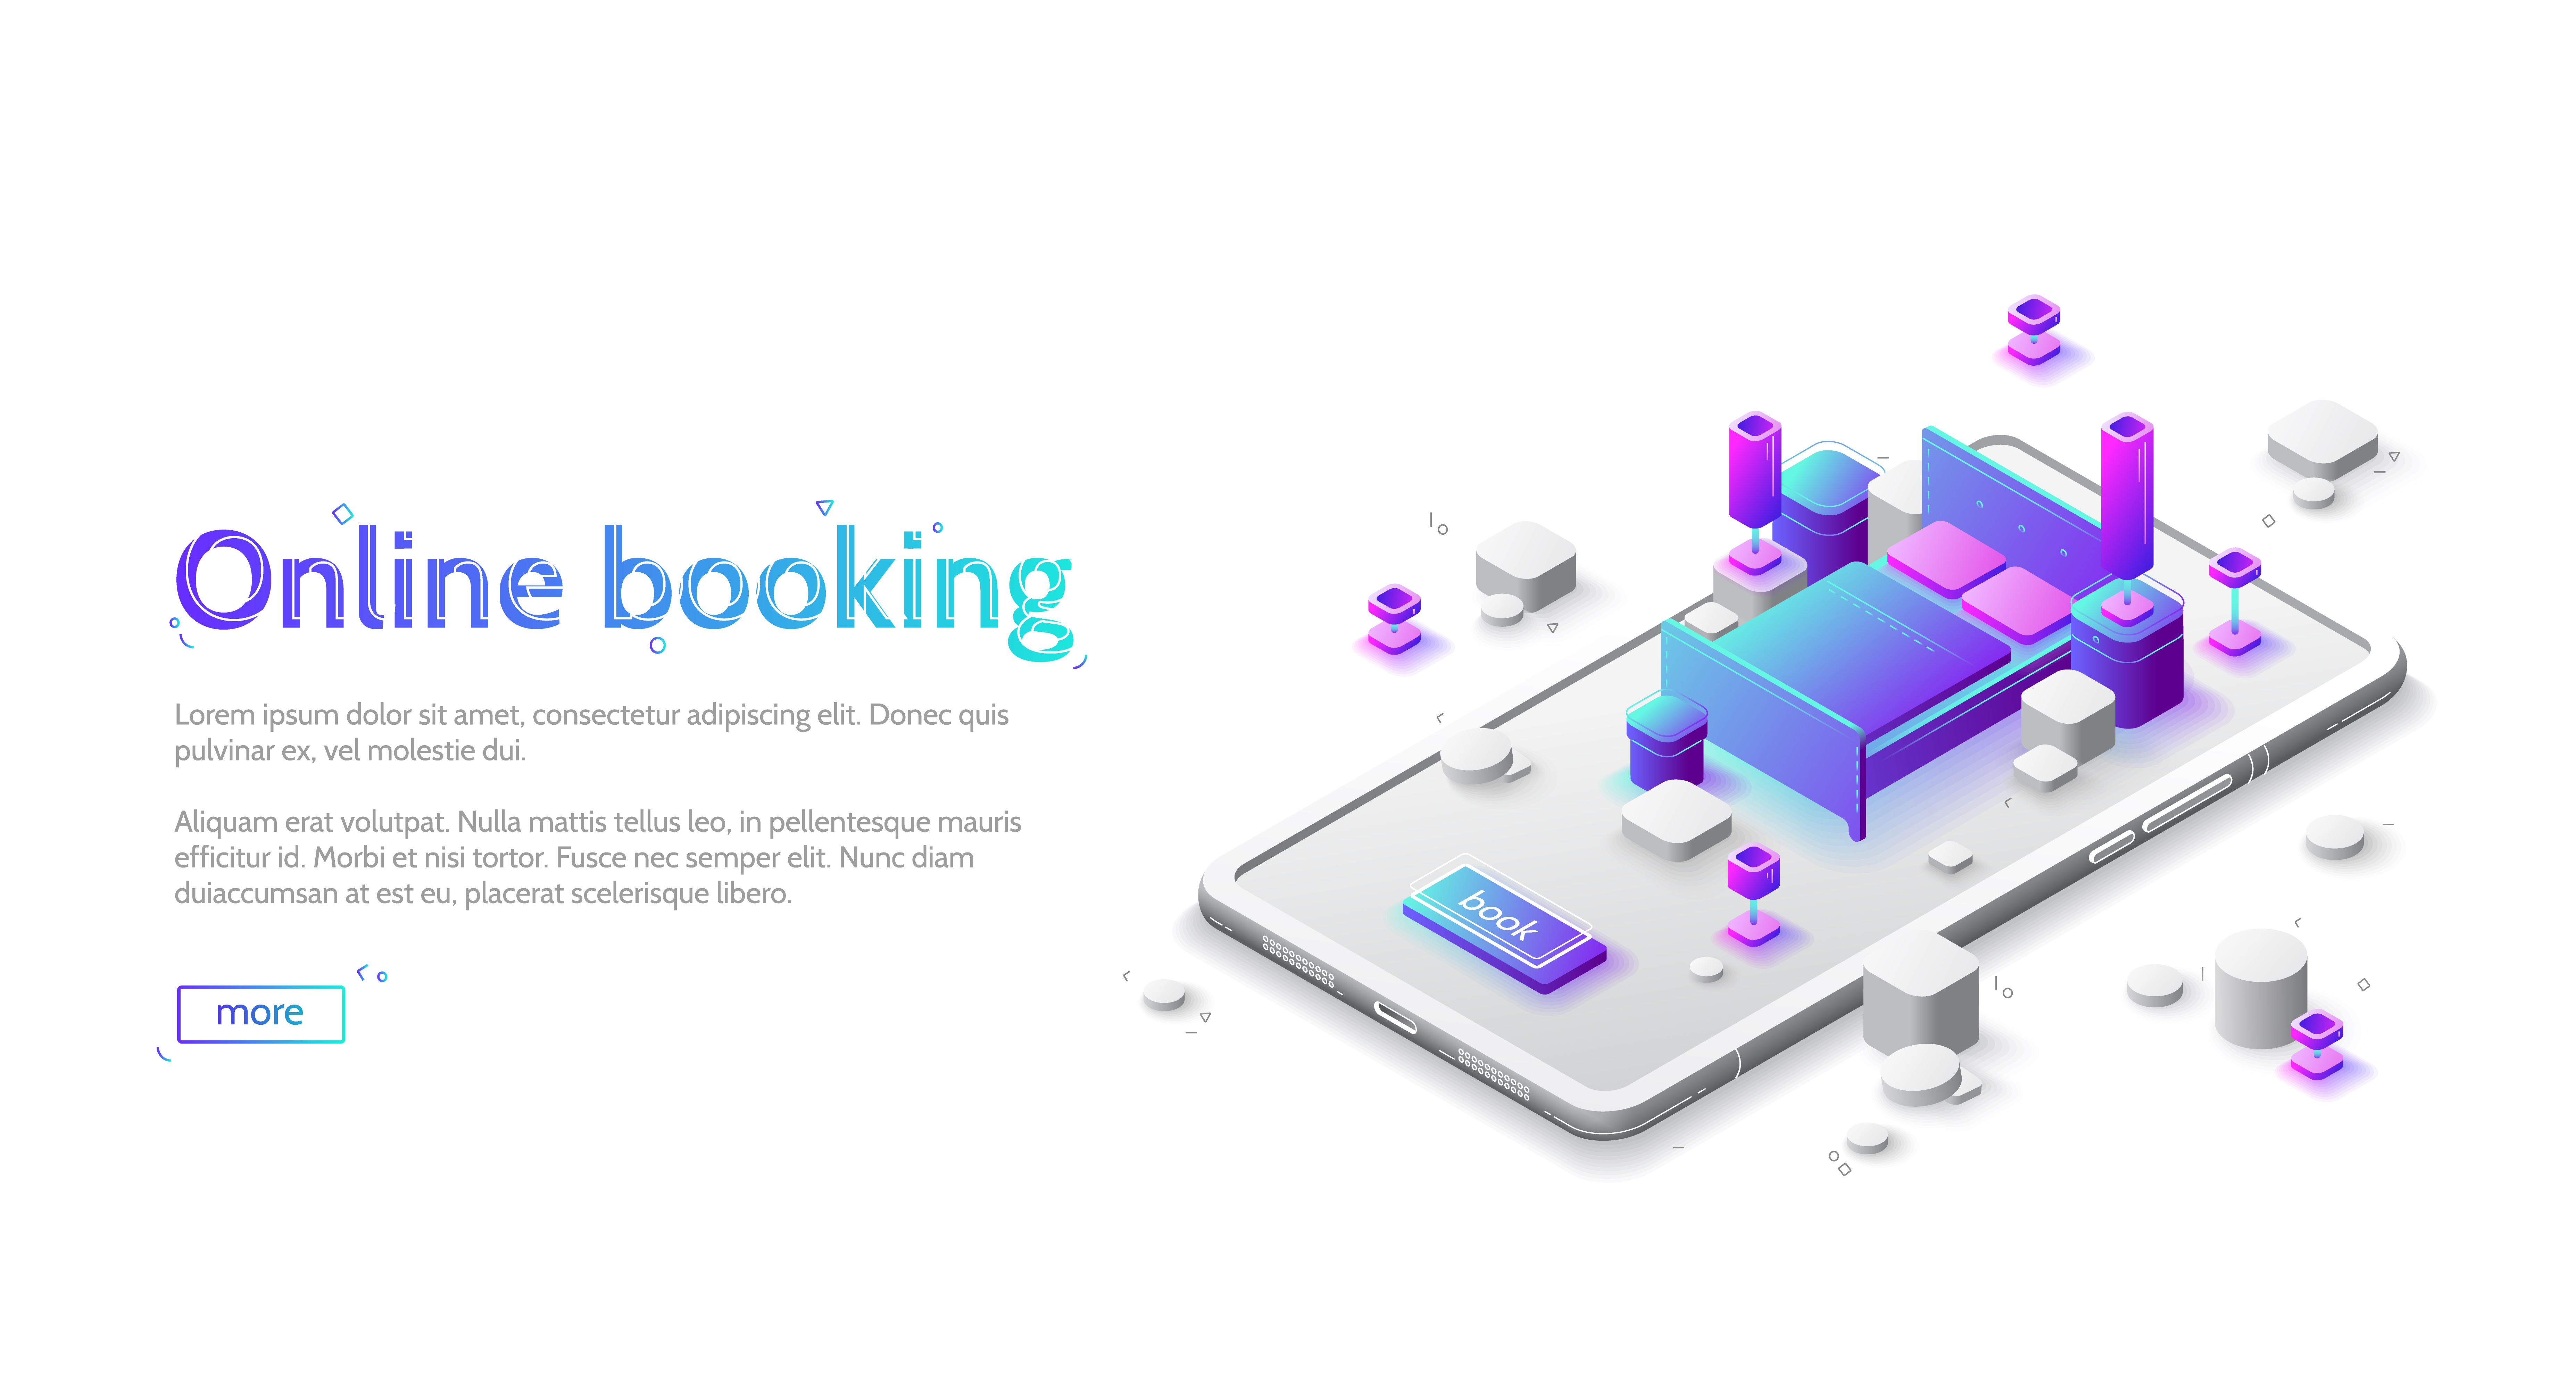 Online booking
Lorem ipsum dolor sit amet, consectetur adipiscing elit. Donec quis
pulvinar ex, vel molestie dui.
Aliquam erat volutpat. Nulla mattis tellus leo, in pellentesque mauris
efficitur id. Morbi et nisi tortor. Fusce nec semper elit. Nunc diam
duiaccumsan at est eu, placerat scelerisque libero.
more
book